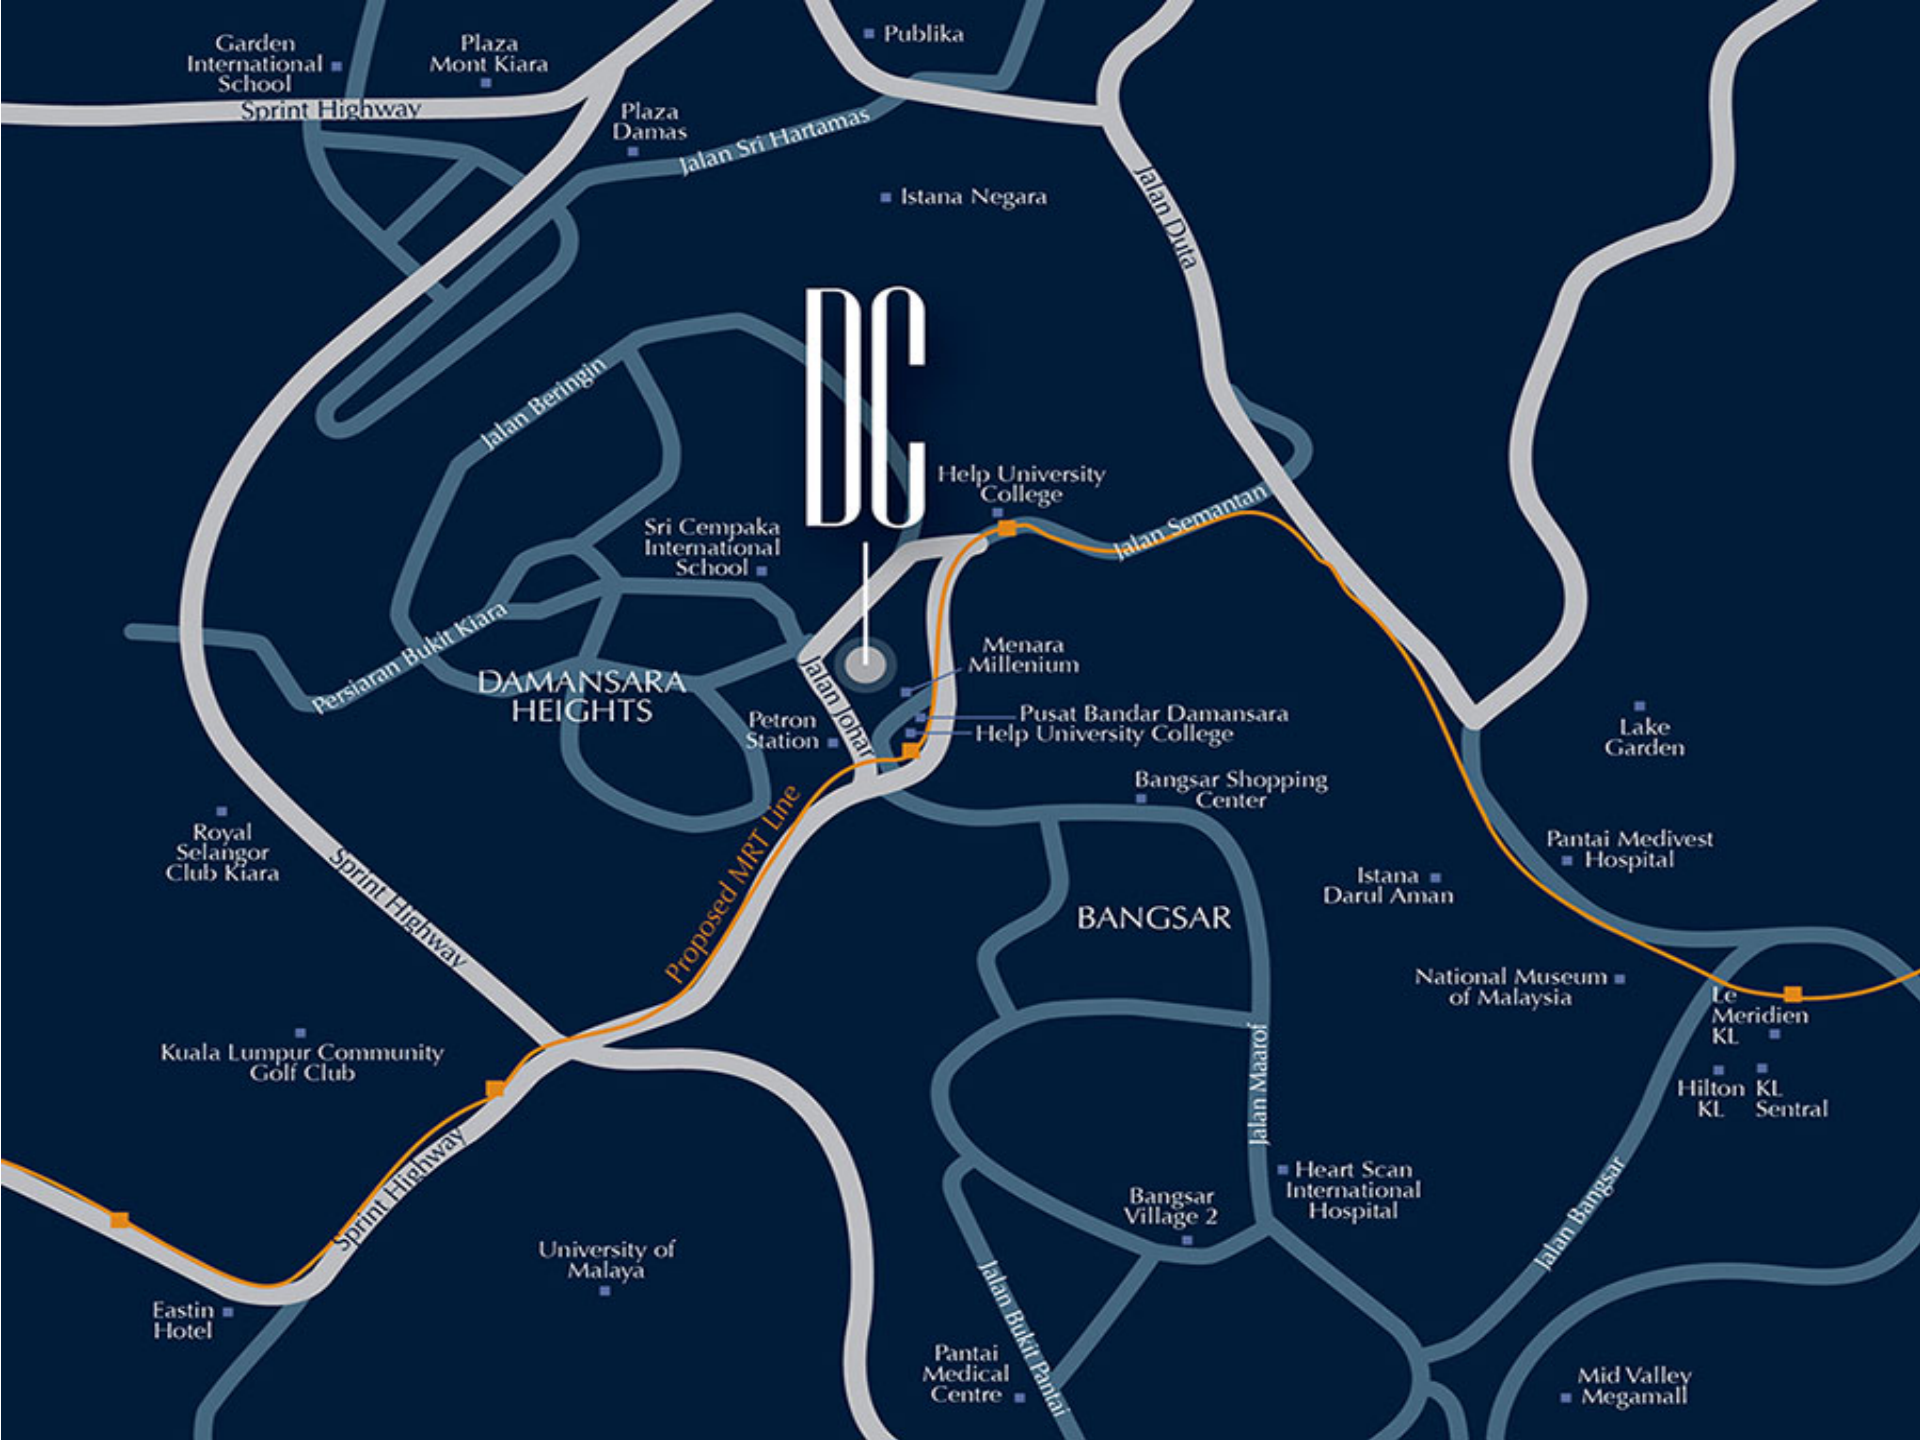 Publika
Garden
International
School
Plaza
Mont Kiara
Sprint Highway
Plaza
Damas
Jalan Sri Hartamas
Istana Negara
Jalan Duta
DC
Jalan Beringin
Help University
College
Jalan Semantan
Sri Cempaka
International
School
Persiaran Bukit Kiara
DAMANSARA
HEIGHTS
Jalan Johar
Menara
Millenium
Petron
Station
Pusat Bandar Damansara
Help University College
Lake
Garden
Bangsar Shopping
Center
Royal
Selangor
Club Kiara
Sprint Highway
Proposed MRT Line
Pantai Medivest
Hospital
Istana
Darul Aman
BANGSAR
National Museum
of Malaysia
Le
Meridien
KL
Kuala Lumpur Community
Golf Club
Jalan Maarof
Hilton
KL
KL
Sentral
Sprint Highway
Heart Scan
International
Hospital
Bangsar
Village 2
Jalan Bangsar
University of
Malaya
Eastin
Hotel
Jalan Bukit Pantai
Pantai
Medical
Centre
Mid Valley
Megamall